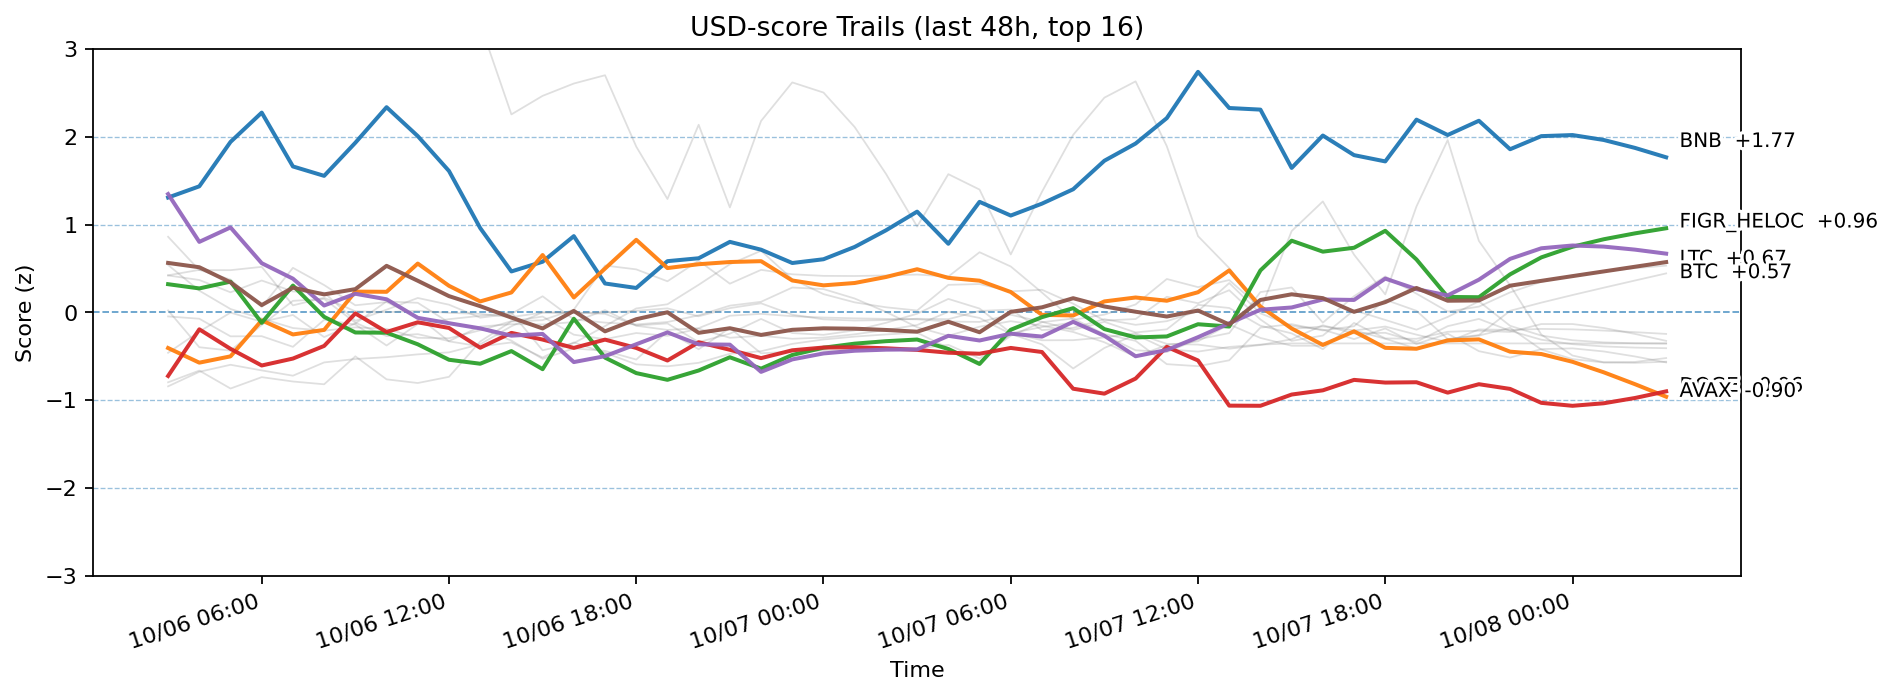 USD-score Trails (last 48h, top 16)
Score (z)
3
2
1
0
−1
−2
−3
BNB +1.77
FIGR_HELOC +0.96
LTC +0.67
BTC +0.57
AVAX -0.90
10/06 06:00
10/06 12:00
10/06 18:00
10/07 00:00
10/07 06:00
10/07 12:00
10/07 18:00
10/08 00:00
Time